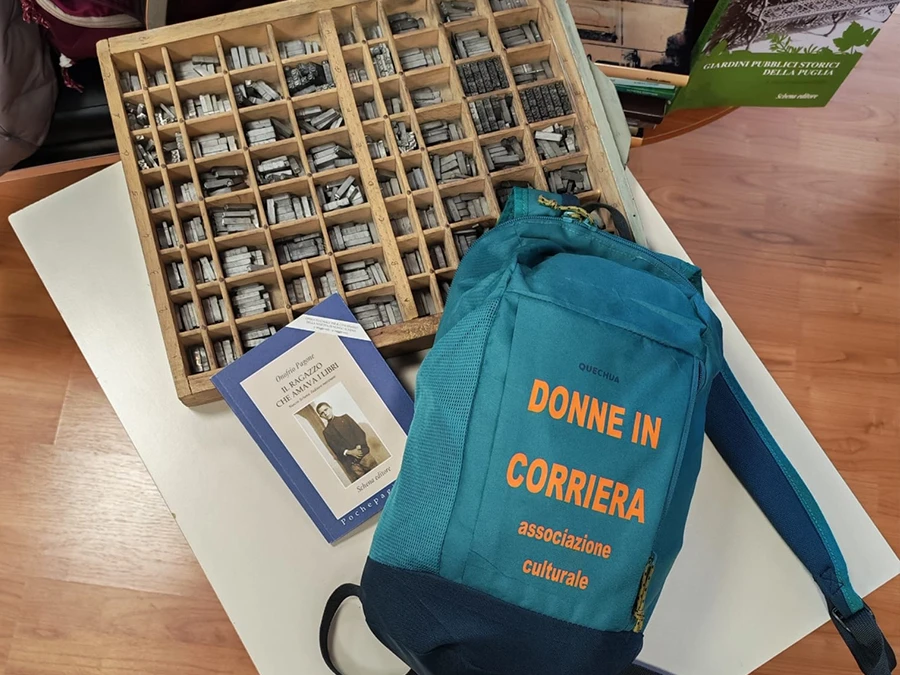 GIARDINI PUBBLICI STORICI
DELLA PUGLIA
Schena editore
Onofrio Pagone
IL RAGAZZO
CHE AMAVA I LIBRI
Schena editore
QUECHUA
DONNE IN
CORRIERA
associazione
culturale